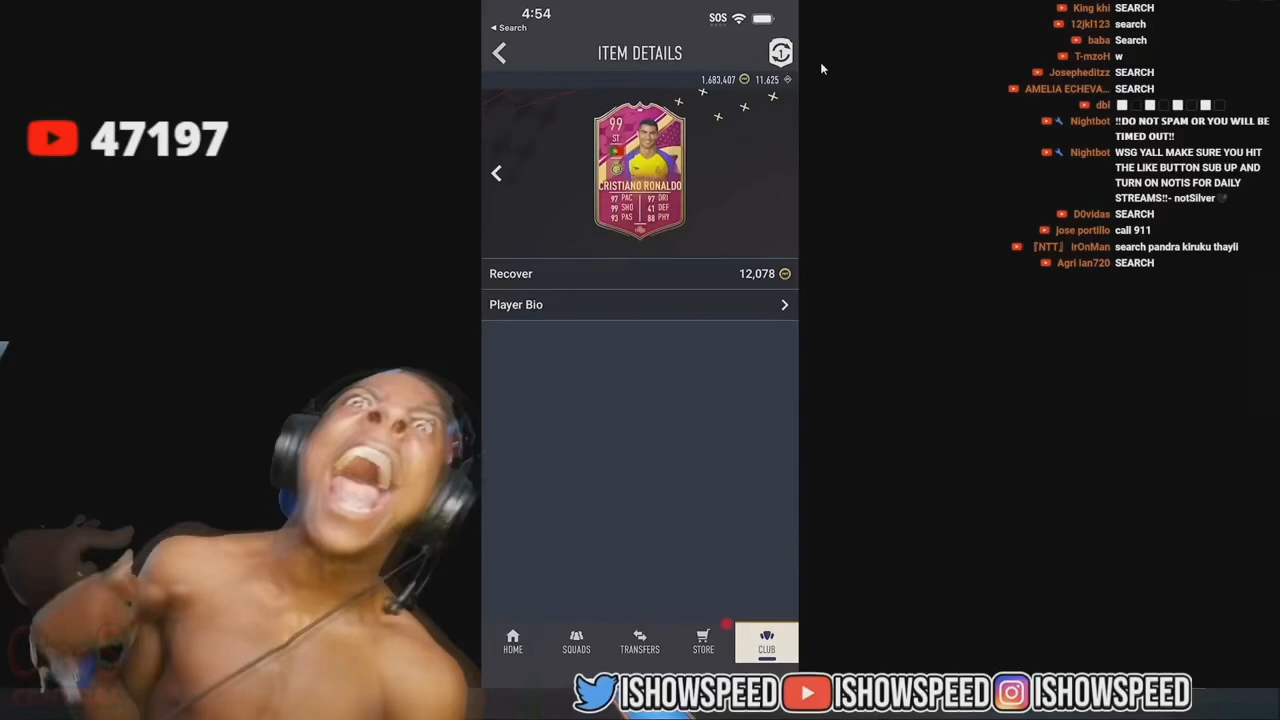 4:54
SOS
◀ Search
ITEM DETAILS
1
1,683,407 11,625
99
ST
CRISTIANO RONALDO
97 PAC 97 DRI
99 SHO 41 DEF
93 PAS 88 PHY
Recover 12,078
Player Bio
HOME SQUADS TRANSFERS STORE CLUB
47197
King khi SEARCH
12jkl123 search
baba Search
T-mzoH w
Josepheditzz SEARCH
AMELIA ECHEVA... SEARCH
dbl
Nightbot !!DO NOT SPAM OR YOU WILL BE
TIMED OUT!!
Nightbot WSG YALL MAKE SURE YOU HIT
THE LIKE BUTTON SUB UP AND
TURN ON NOTIS FOR DAILY
STREAMS!!- notSilver
D0vidas SEARCH
jose portillo call 911
『NTT』 IrOnMan search pandra kiruku thayli
Agri ian720 SEARCH
ISHOWSPEED ISHOWSPEED ISHOWSPEED